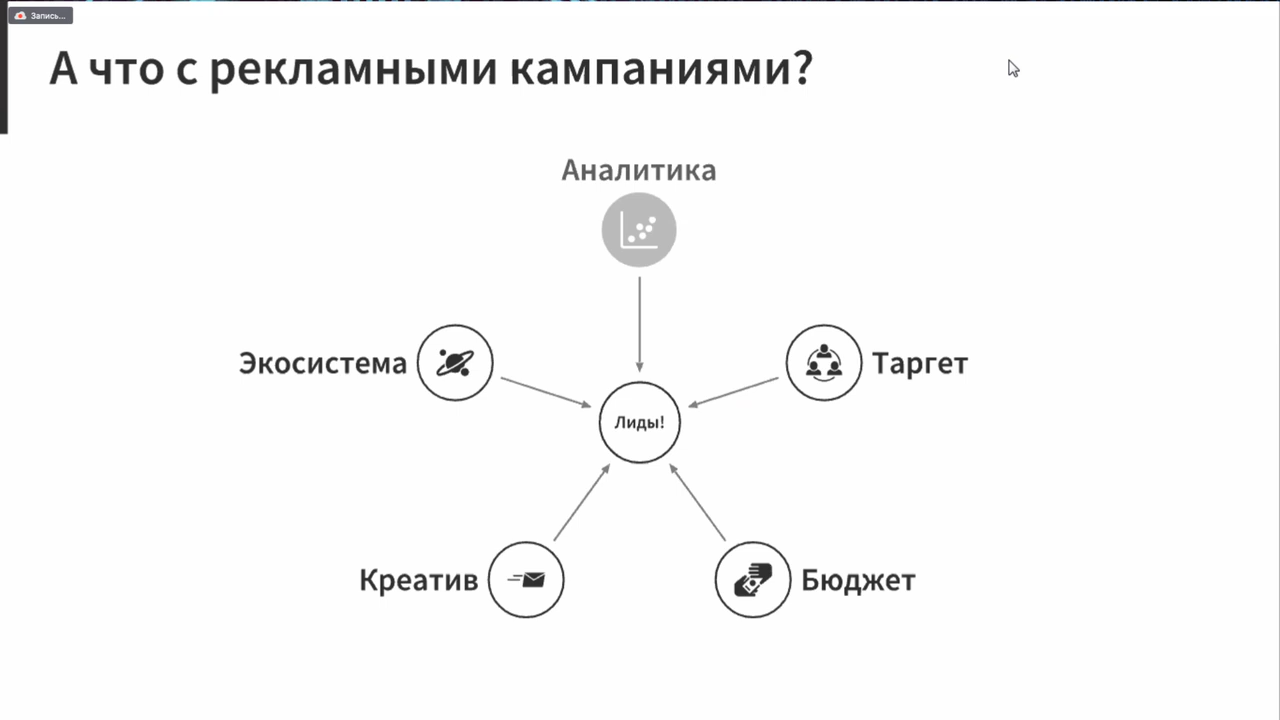 Запись...
А что с рекламными кампаниями?
Аналитика
Экосистема
Таргет
Лиды!
Креатив
Бюджет